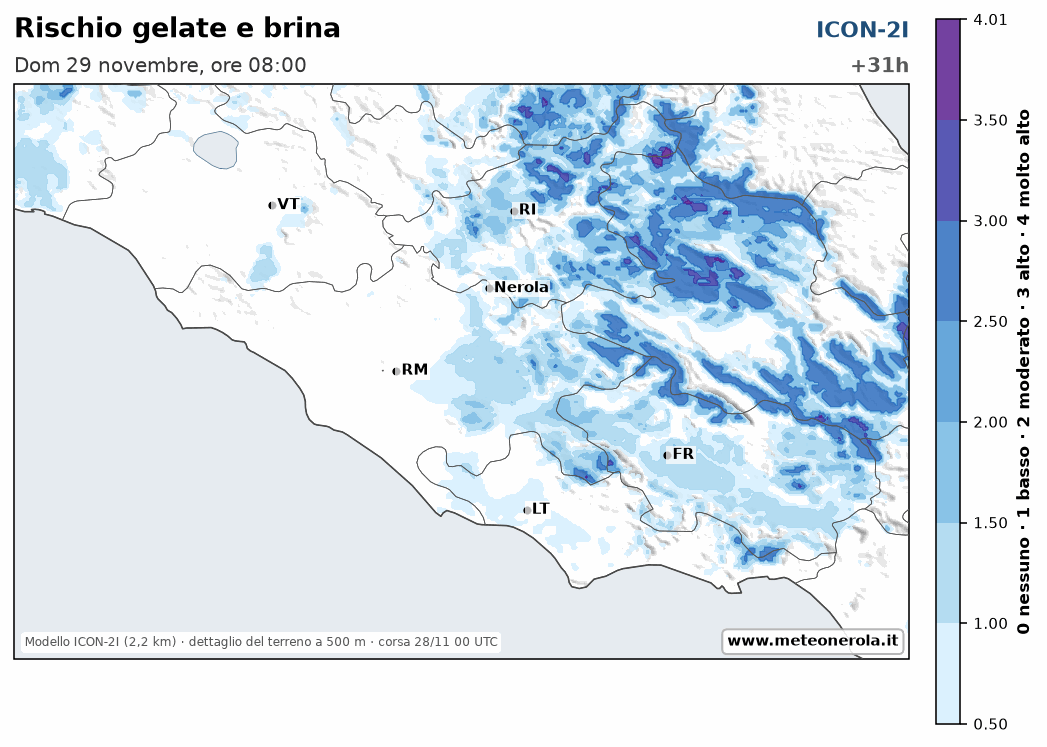 Rischio gelate e brina
ICON-2I
Dom 29 novembre, ore 08:00
+31h
4.01
3.50
3.00
2.50
2.00
1.50
1.00
0.50
0 nessuno · 1 basso · 2 moderato · 3 alto · 4 molto alto
VT
RI
Nerola
RM
FR
LT
Modello ICON-2I (2,2 km) · dettaglio del terreno a 500 m · corsa 28/11 00 UTC
www.meteonerola.it